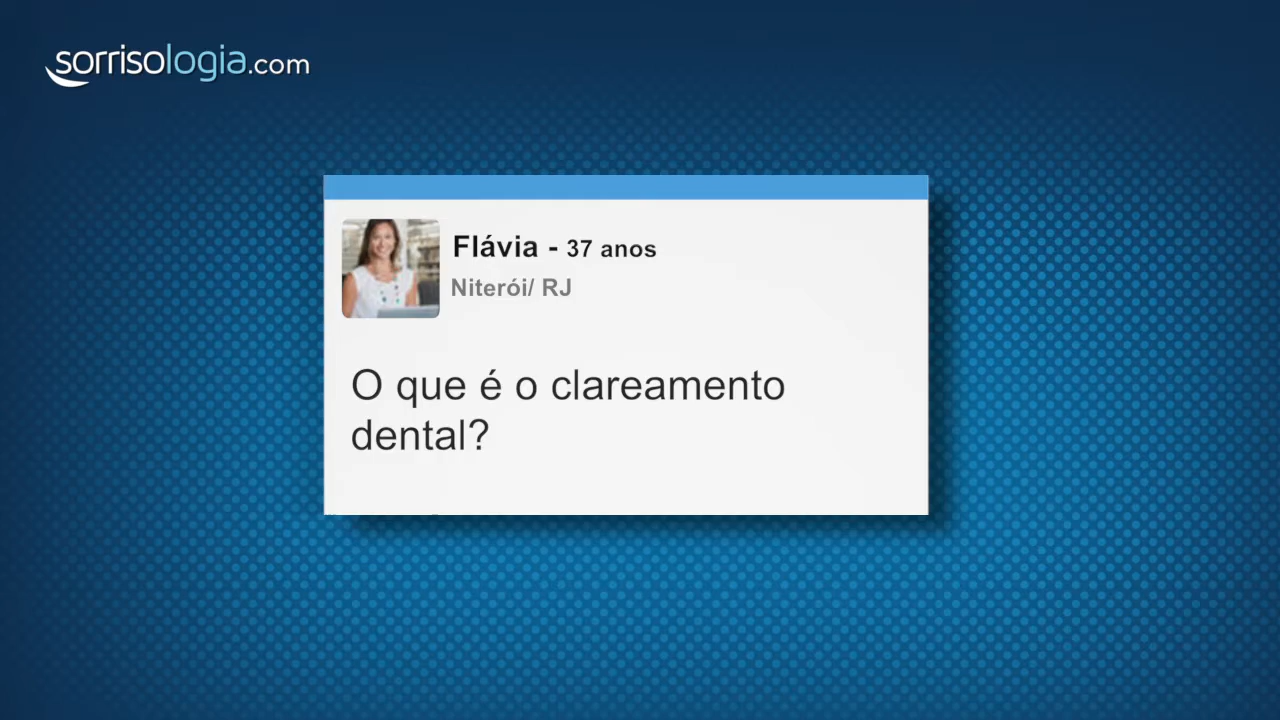 sorrisologia.com
Flávia - 37 anos
Niterói/ RJ
O que é o clareamento
dental?